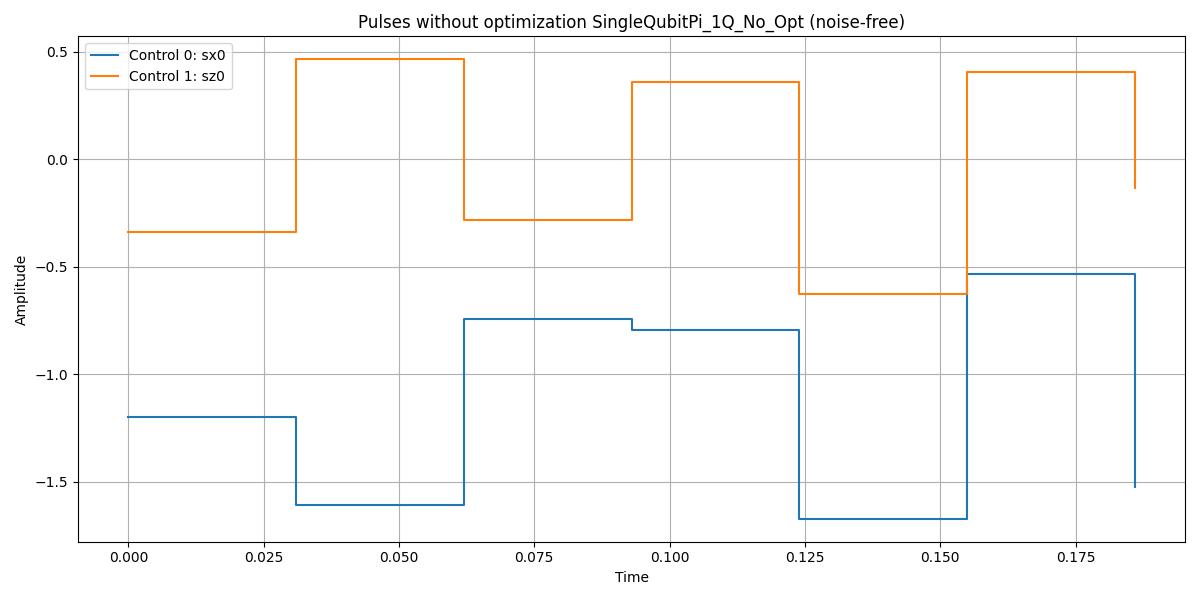 Pulses without optimization SingleQubitPi_1Q_No_Opt (noise-free)
Control 0: sx0
Control 1: sz0
Amplitude
0.5
0.0
−0.5
−1.0
−1.5
0.000 0.025 0.050 0.075 0.100 0.125 0.150 0.175
Time